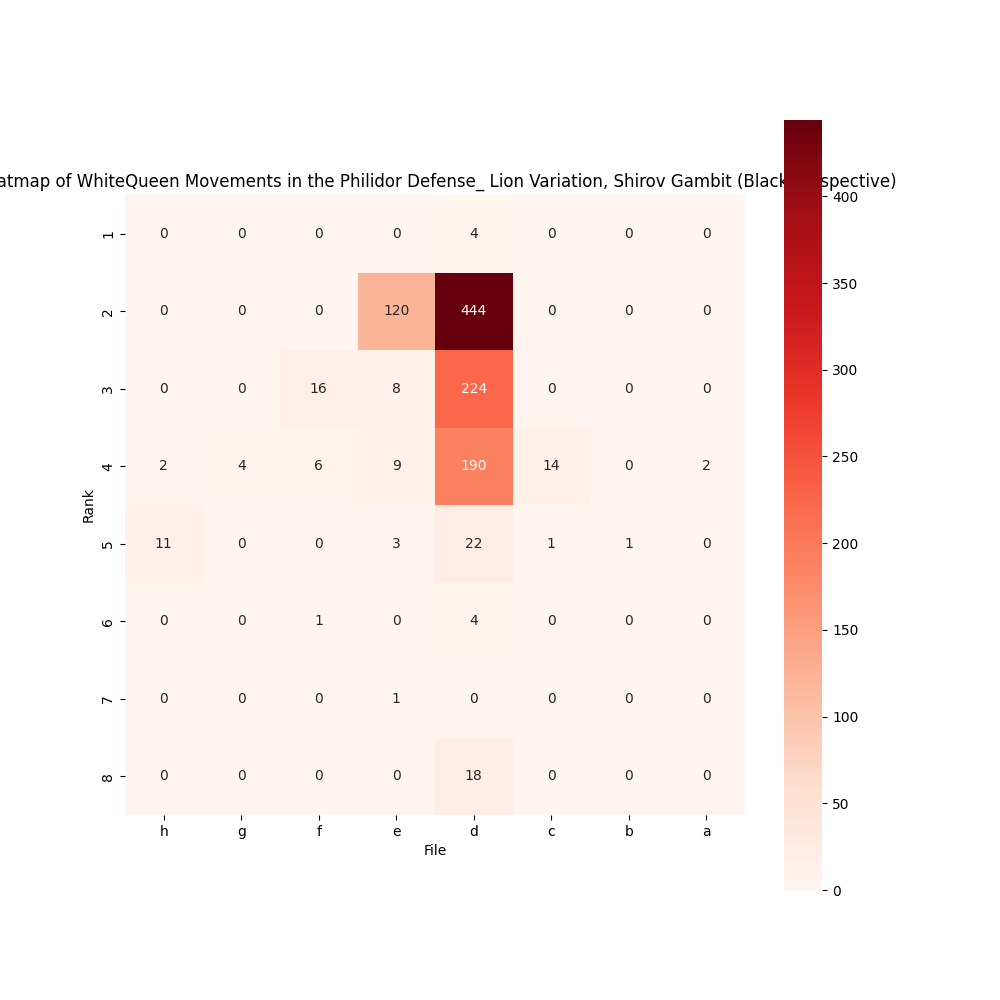 atmap of WhiteQueen Movements in the Philidor Defense_ Lion Variation, Shirov Gambit (Black spective)
1 0 0 0 0 4 0 0 0
2 0 0 0 120 444 0 0 0
3 0 0 16 8 224 0 0 0
4 2 4 6 9 190 14 0 2
5 11 0 0 3 22 1 1 0
6 0 0 1 0 4 0 0 0
7 0 0 0 1 0 0 0 0
8 0 0 0 0 18 0 0 0
Rank
h g f e d c b a
File
400
350
300
250
200
150
100
50
0